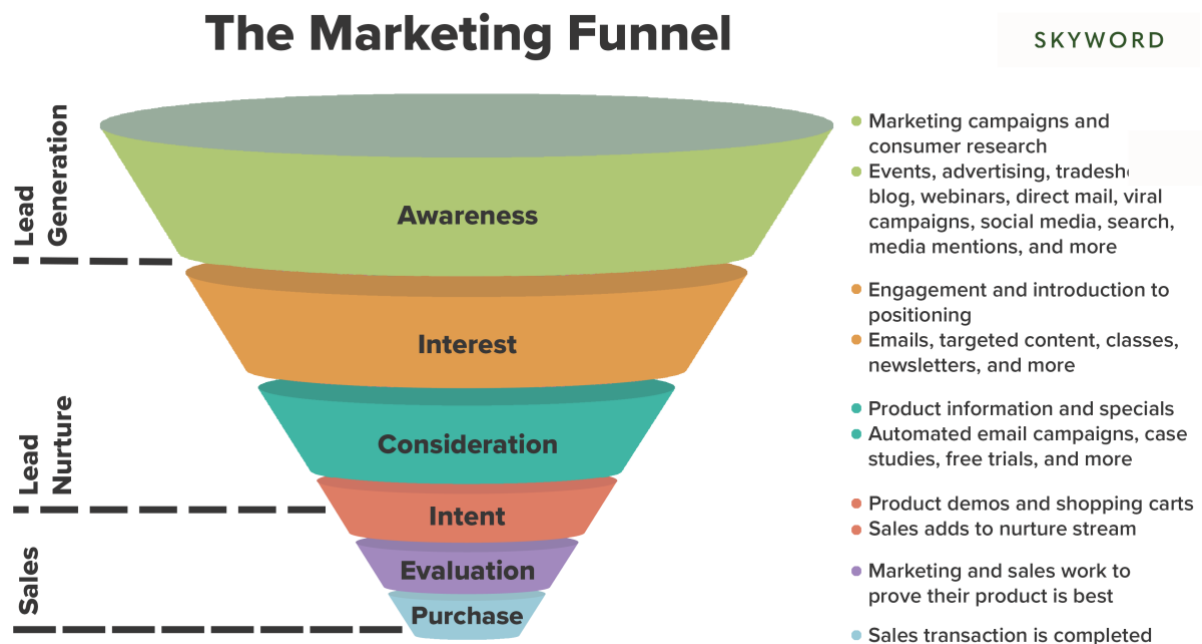 The Marketing Funnel
SKYWORD
Lead
Generation
Lead
Nurture
Sales
Awareness
Interest
Consideration
Intent
Evaluation
Purchase
Marketing campaigns and
consumer research
Events, advertising,
blog, webinars, direct mail, viral
campaigns, social media, search,
media mentions, and more
Engagement and introduction to
positioning
Emails, targeted content, classes,
newsletters, and more
Product information and specials
Automated email campaigns, case
studies, free trials, and more
Product demos and shopping carts
Sales adds to nurture stream
Marketing and sales work to
prove their product is best
Sales transaction is completed